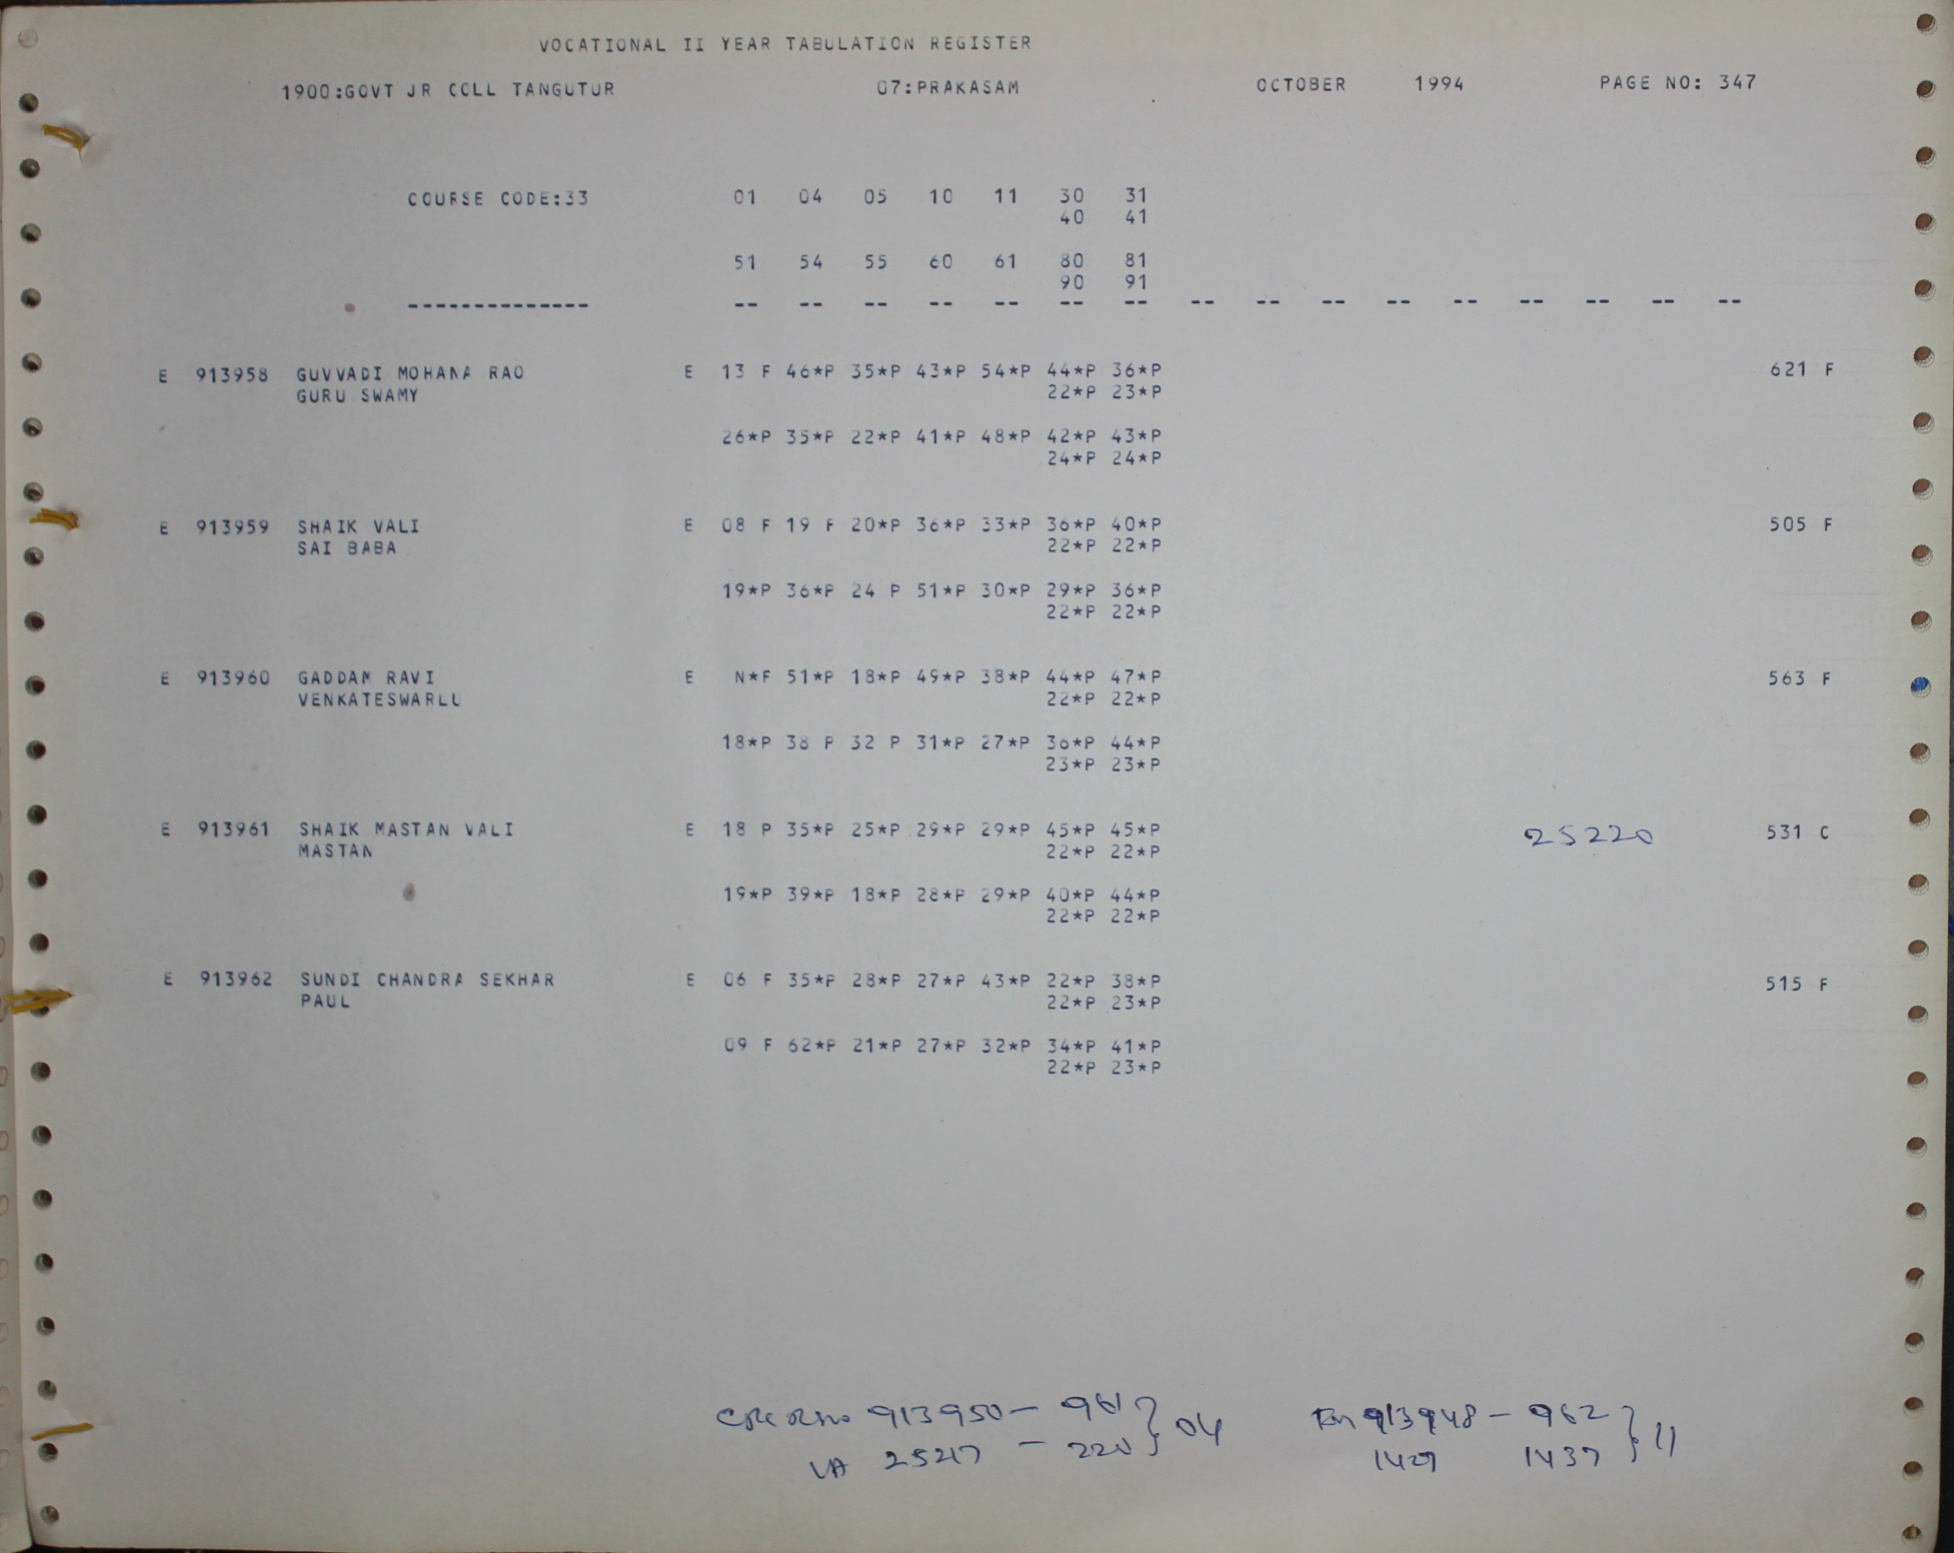 VOCATIONAL II YEAR TABULATION REGISTER
1900:GOVT JR COLL TANGUTUR 07:PRAKASAM OCTOBER 1994 PAGE NO: 347
COURSE CODE:33 01 04 05 10 11 30 31
40 41
51 54 55 60 61 80 81
90 91
-------------- -- -- -- -- -- -- -- -- -- -- -- -- -- -- -- --
E 913958 GUVVADI MOHANA RAO E 13 F 46*P 35*P 43*P 54*P 44*P 36*P 621 F
GURU SWAMY 22*P 23*P
26*P 35*P 22*P 41*P 48*P 42*P 43*P
24*P 24*P
E 913959 SHAIK VALI E 08 F 19 F 20*P 36*P 33*P 36*P 40*P 505 F
SAI BABA 22*P 22*P
19*P 36*P 24 P 51*P 30*P 29*P 36*P
22*P 22*P
E 913960 GADDAM RAVI E N*F 51*P 18*P 49*P 38*P 44*P 47*P 563 F
VENKATESWARLU 22*P 22*P
18*P 38 P 32 P 31*P 27*P 36*P 44*P
23*P 23*P
E 913961 SHAIK MASTAN VALI E 18 P 35*P 25*P 29*P 29*P 45*P 45*P 25220 531 C
MASTAN 22*P 22*P
19*P 39*P 18*P 28*P 29*P 40*P 44*P
22*P 22*P
E 913962 SUNDI CHANDRA SEKHAR E 06 F 35*P 28*P 27*P 43*P 22*P 38*P 515 F
PAUL 22*P 23*P
09 F 62*P 21*P 27*P 32*P 34*P 41*P
22*P 23*P
913950 - 961 } 04 913948 - 962 } 11
25217 - 220 1427 1437